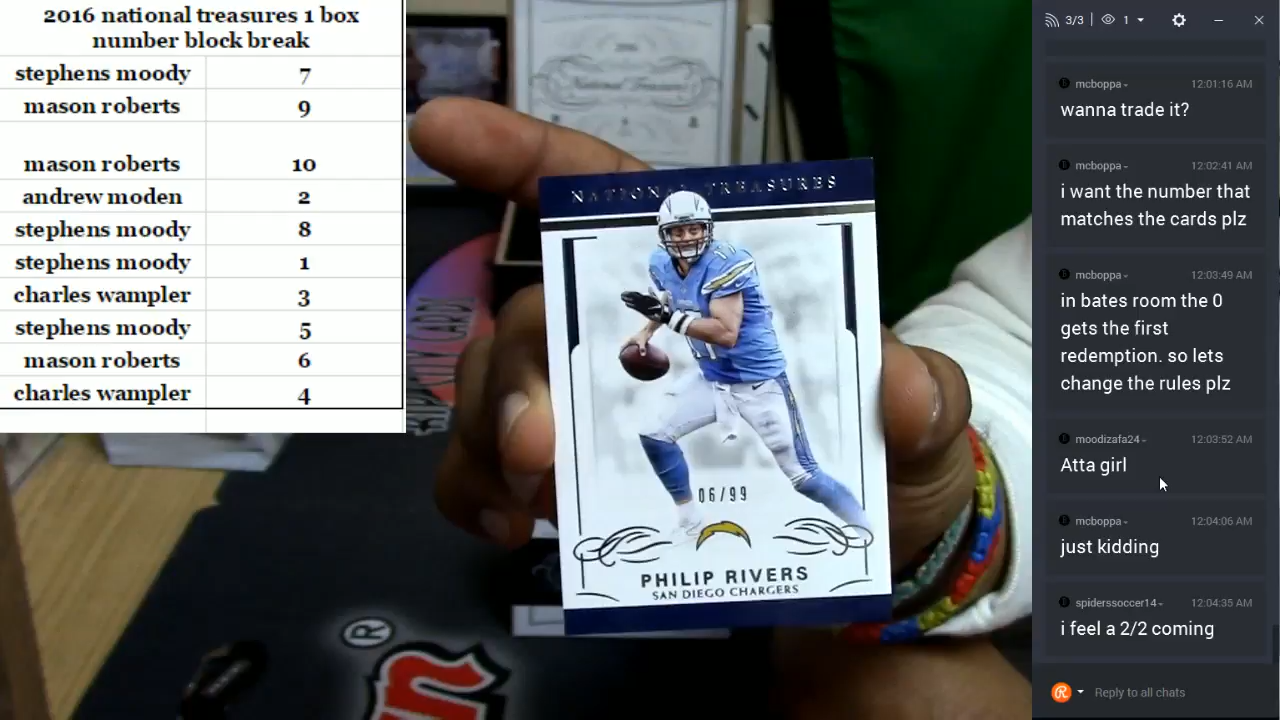 2016 national treasures 1 box
number block break
stephens moody 7
mason roberts 9
mason roberts 10
andrew moden 2
stephens moody 8
stephens moody 1
charles wampler 3
stephens moody 5
mason roberts 6
charles wampler 4
National Treasures
NATIONAL TREASURES
06/99
PHILIP RIVERS
SAN DIEGO CHARGERS
®
3/3 1
mcboppa 12:01:16 AM
wanna trade it?
mcboppa 12:02:41 AM
i want the number that
matches the cards plz
mcboppa 12:03:49 AM
in bates room the 0
gets the first
redemption. so lets
change the rules plz
moodizafa24 12:03:52 AM
Atta girl
mcboppa 12:04:06 AM
just kidding
spiderssoccer14 12:04:35 AM
i feel a 2/2 coming
Reply to all chats